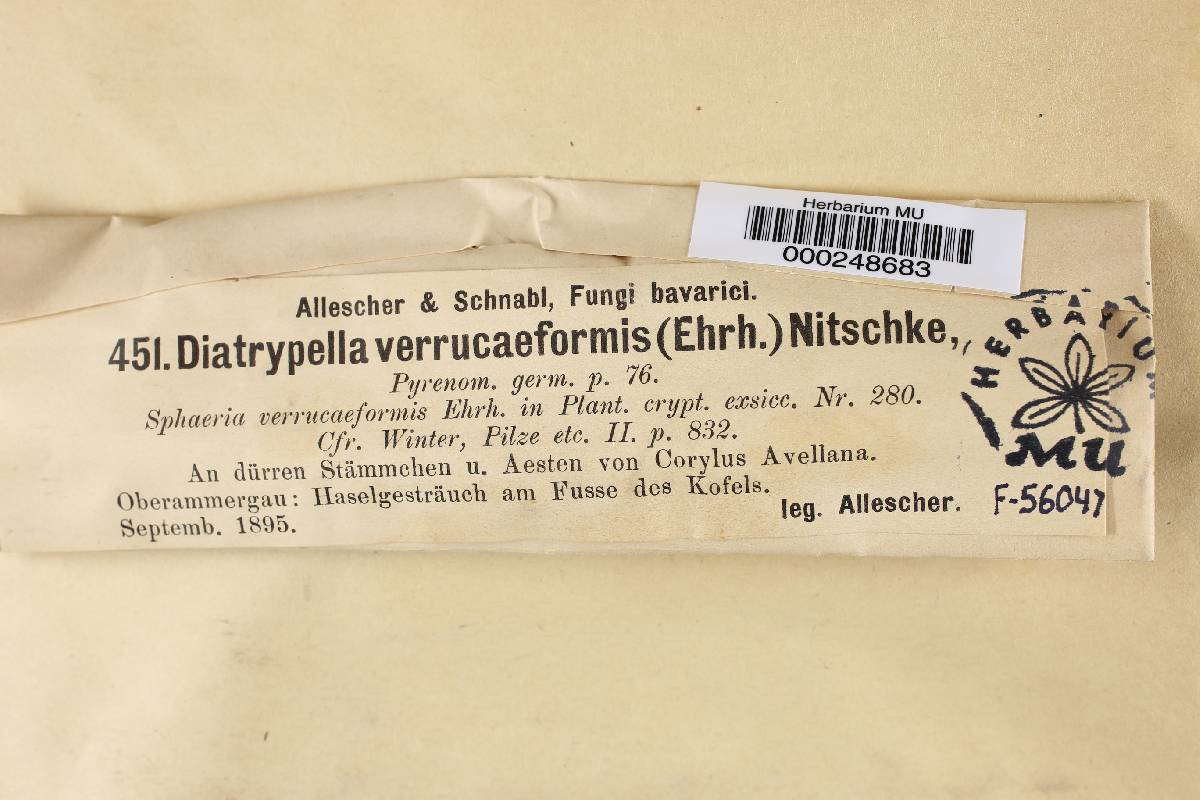 Herbarium MU
000248683
Allescher & Schnabl, Fungi bavarici.
451. Diatrypella verrucaeformis (Ehrh.) Nitschke,
Pyrenom. germ. p. 76.
Sphaeria verrucaeformis Ehrh. in Plant. crypt. exsicc. Nr. 280.
Cfr. Winter, Pilze etc. II. p. 832.
An dürren Stämmchen u. Aesten von Corylus Avellana.
Oberammergau: Haselgesträuch am Fusse des Kofels.
Septemb. 1895.
leg. Allescher.
HERBARIUM
MU
F-56047